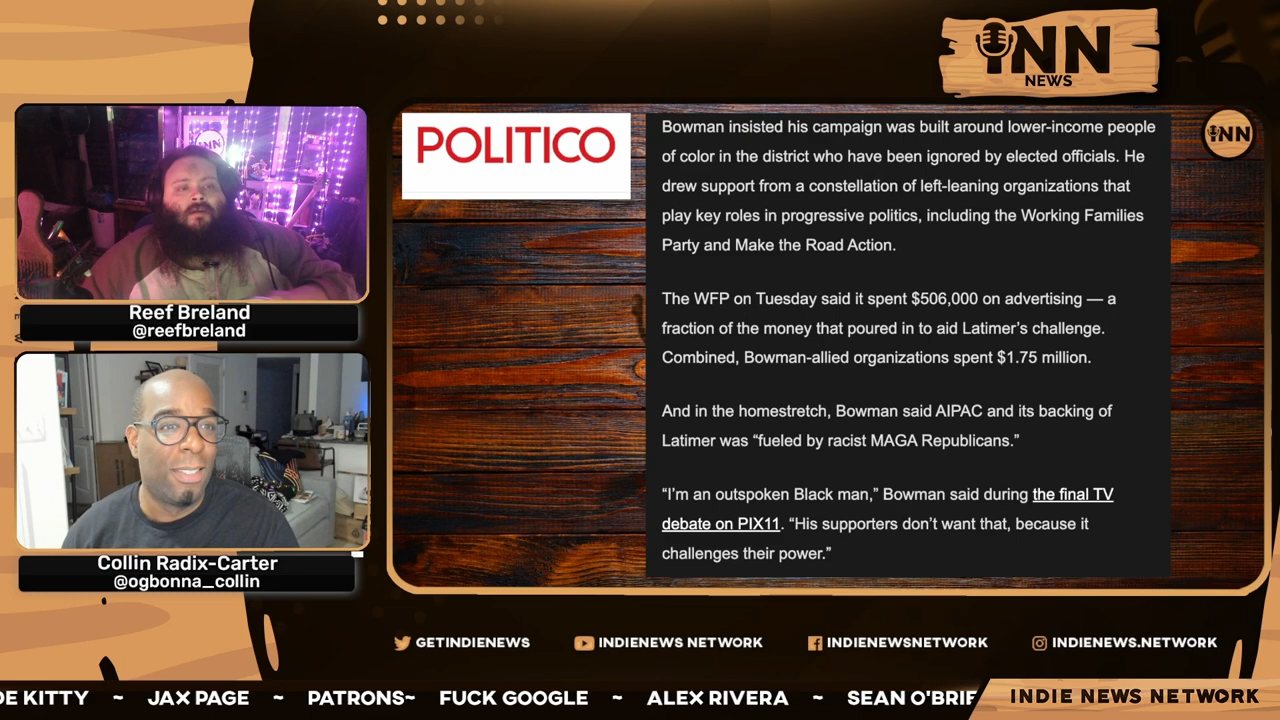 INN
NEWS
POLITICO
INN
Bowman insisted his campaign was built around lower-income people
of color in the district who have been ignored by elected officials. He
drew support from a constellation of left-leaning organizations that
play key roles in progressive politics, including the Working Families
Party and Make the Road Action.
The WFP on Tuesday said it spent $506,000 on advertising — a
fraction of the money that poured in to aid Latimer’s challenge.
Combined, Bowman-allied organizations spent $1.75 million.
And in the homestretch, Bowman said AIPAC and its backing of
Latimer was “fueled by racist MAGA Republicans.”
“I’m an outspoken Black man,” Bowman said during the final TV
debate on PIX11. “His supporters don’t want that, because it
challenges their power.”
Reef Breland
@reefbreland
Collin Radix-Carter
@ogbonna_collin
GETINDIENEWS
INDIENEWS NETWORK
INDIENEWSNETWORK
INDIENEWS.NETWORK
DE KITTY ~ JAX PAGE ~ PATRONS~ FUCK GOOGLE ~ ALEX RIVERA ~ SEAN O'BRIE
INDIE NEWS NETWORK